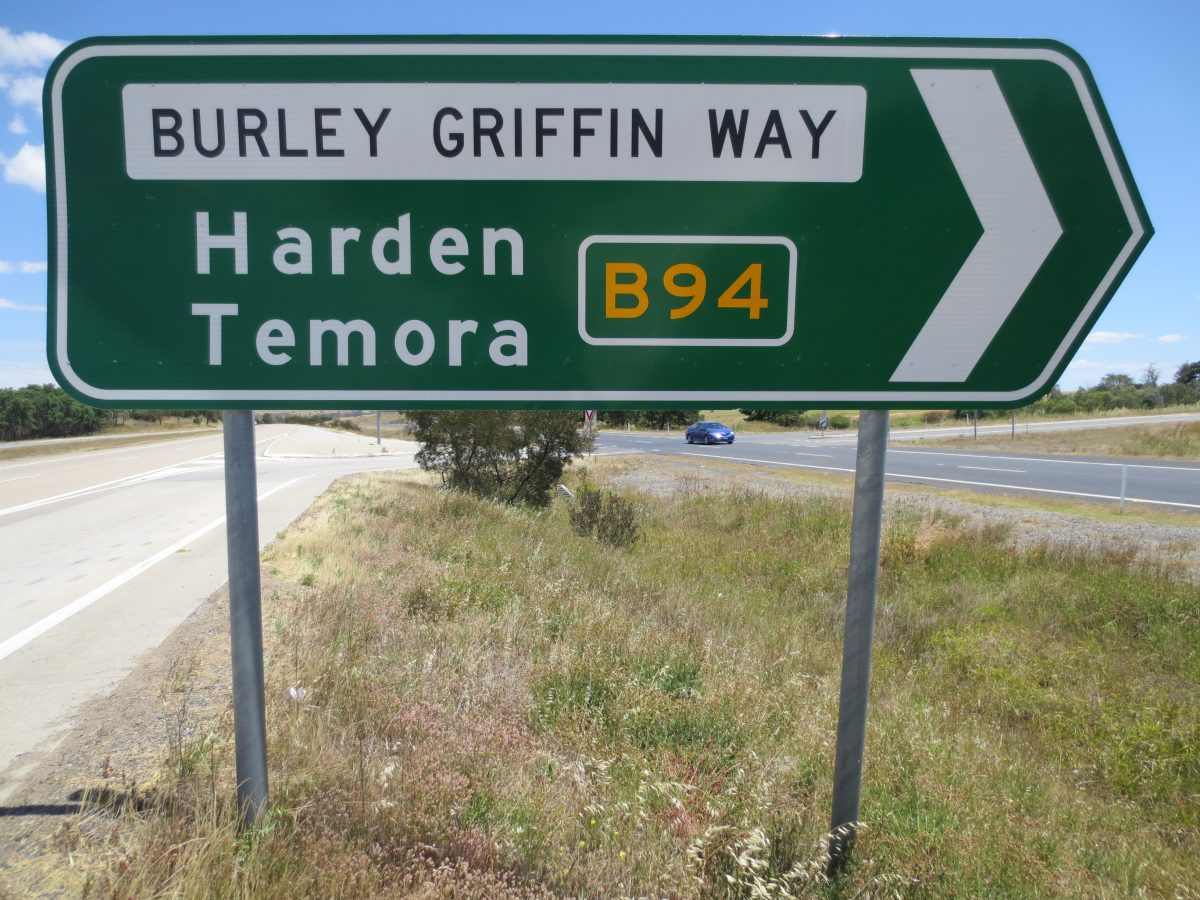 BURLEY GRIFFIN WAY
Harden
Temora
B94